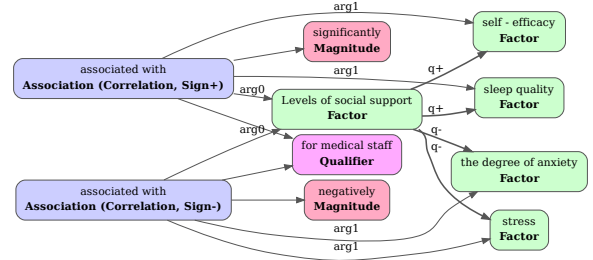 arg1
self - efficacy
Factor
significantly
Magnitude
associated with
Association (Correlation, Sign+)
arg1
q+
sleep quality
Factor
arg0
Levels of social support
Factor
q+
arg0
q-
for medical staff
Qualifier
q-
the degree of anxiety
Factor
associated with
Association (Correlation, Sign-)
negatively
Magnitude
stress
Factor
arg1
arg1